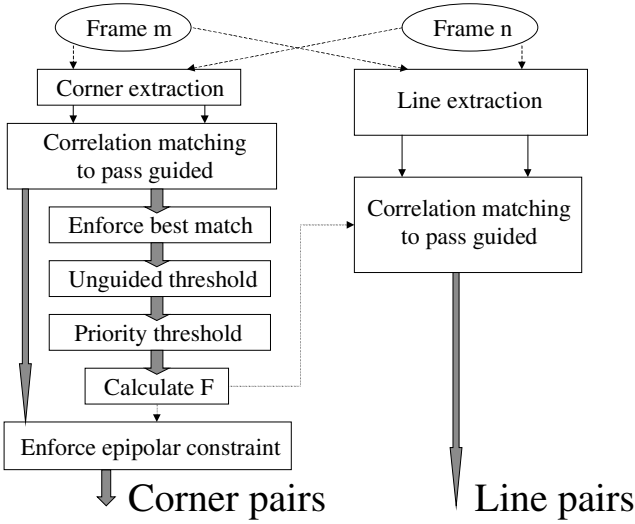 Frame m
Frame n
Corner extraction
Line extraction
Correlation matching
to pass guided
Correlation matching
to pass guided
Enforce best match
Unguided threshold
Priority threshold
Calculate F
Enforce epipolar constraint
Corner pairs
Line pairs